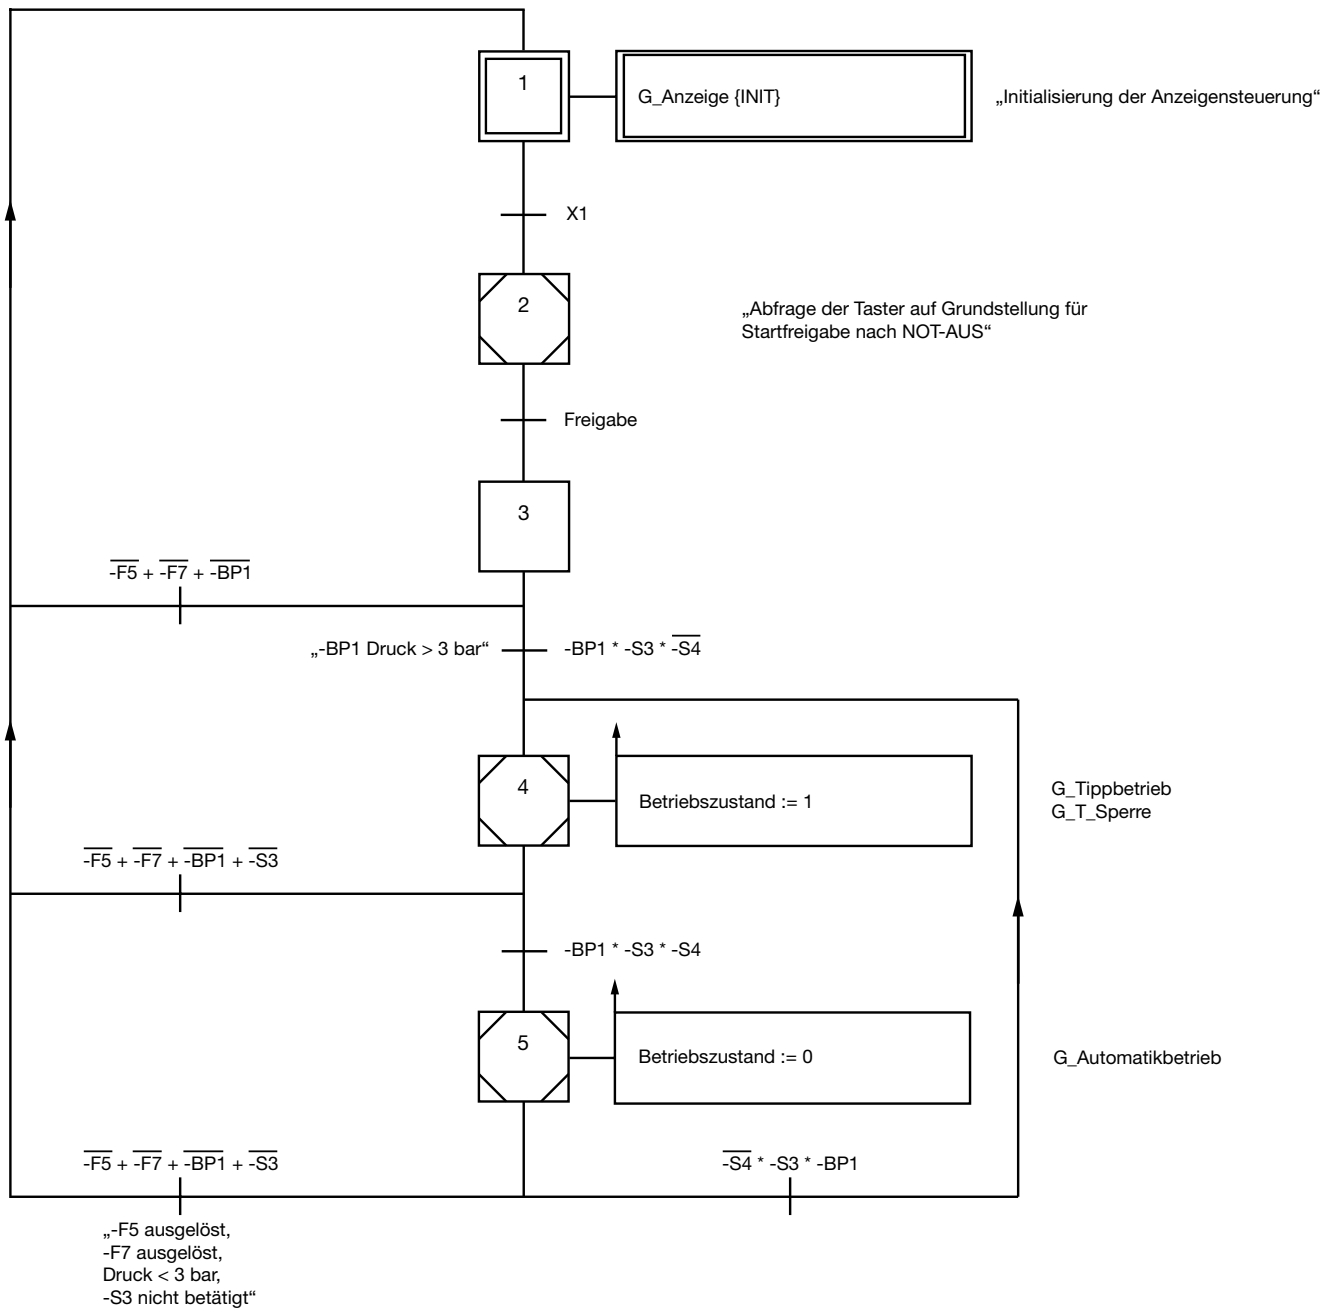 1
G_Anzeige {INIT}
„Initialisierung der Anzeigensteuerung“
X1
2
„Abfrage der Taster auf Grundstellung für
Startfreigabe nach NOT-AUS“
Freigabe
3
-F5 + -F7 + -BP1
„-BP1 Druck > 3 bar“
-BP1 * -S3 * -S4
4
Betriebszustand := 1
G_Tippbetrieb
G_T_Sperre
-F5 + -F7 + -BP1 + -S3
-BP1 * -S3 * -S4
5
Betriebszustand := 0
G_Automatikbetrieb
-F5 + -F7 + -BP1 + -S3
-S4 * -S3 * -BP1
„-F5 ausgelöst,
-F7 ausgelöst,
Druck < 3 bar,
-S3 nicht betätigt“